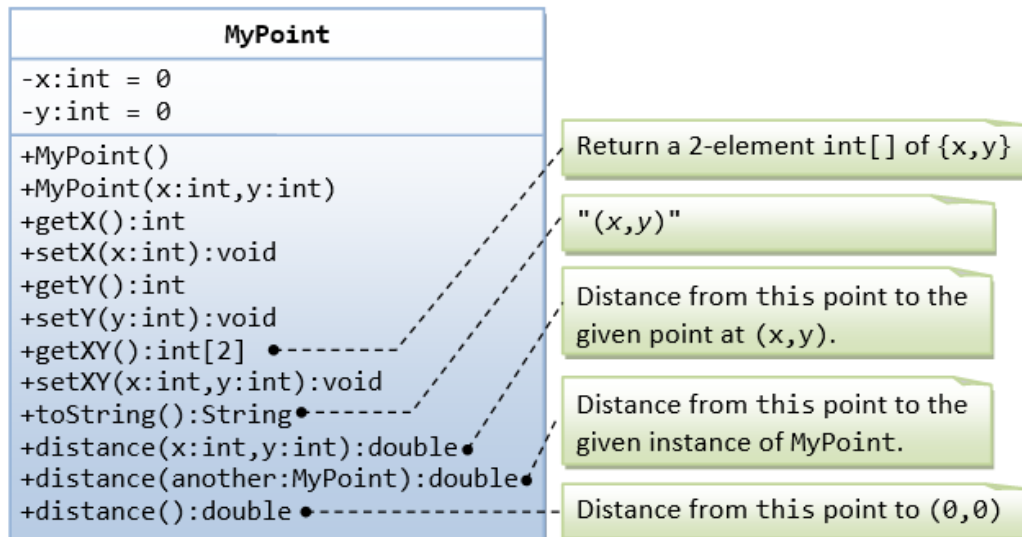 MyPoint
-x:int = 0
-y:int = 0
+MyPoint()
+MyPoint(x:int,y:int)
+getX():int
+setX(x:int):void
+getY():int
+setY(y:int):void
+getXY():int[2]
+setXY(x:int,y:int):void
+toString():String
+distance(x:int,y:int):double
+distance(another:MyPoint):double
+distance():double
Return a 2-element int[] of {x,y}
"(x,y)"
Distance from this point to the
given point at (x,y).
Distance from this point to the
given instance of MyPoint.
Distance from this point to (0,0)